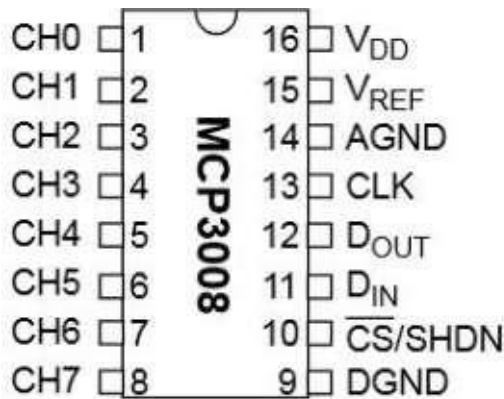 CH0 1 16 VDD
CH1 2 15 VREF
CH2 3 14 AGND
CH3 4 13 CLK
CH4 5 12 DOUT
CH5 6 11 DIN
CH6 7 10 C̅S̅/SHDN
CH7 8 9 DGND
MCP3008